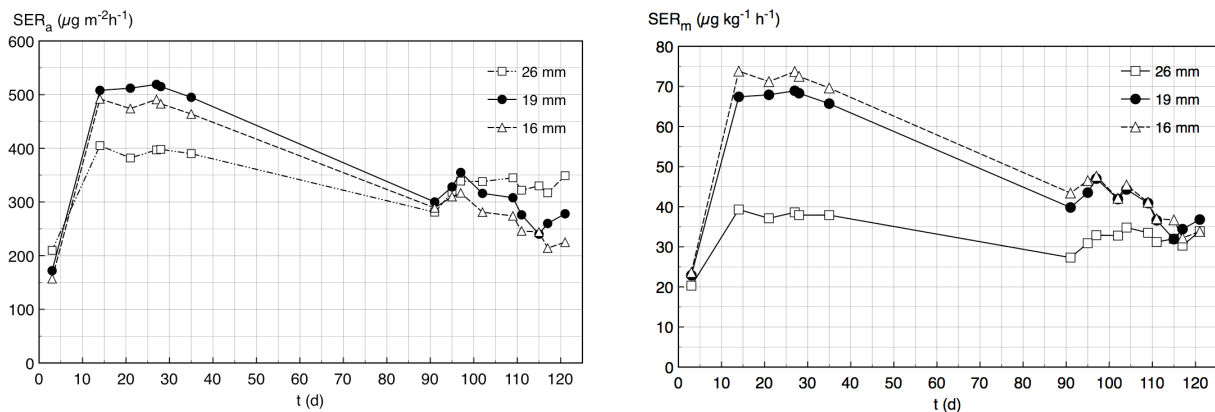 SERₐ (µg m⁻²h⁻¹)
600
500
400
300
200
100
0
0 10 20 30 40 50 60 70 80 90 100 110 120
t (d)
26 mm
19 mm
16 mm
SERₘ (µg kg⁻¹ h⁻¹)
80
70
60
50
40
30
20
10
0
0 10 20 30 40 50 60 70 80 90 100 110 120
t (d)
26 mm
19 mm
16 mm